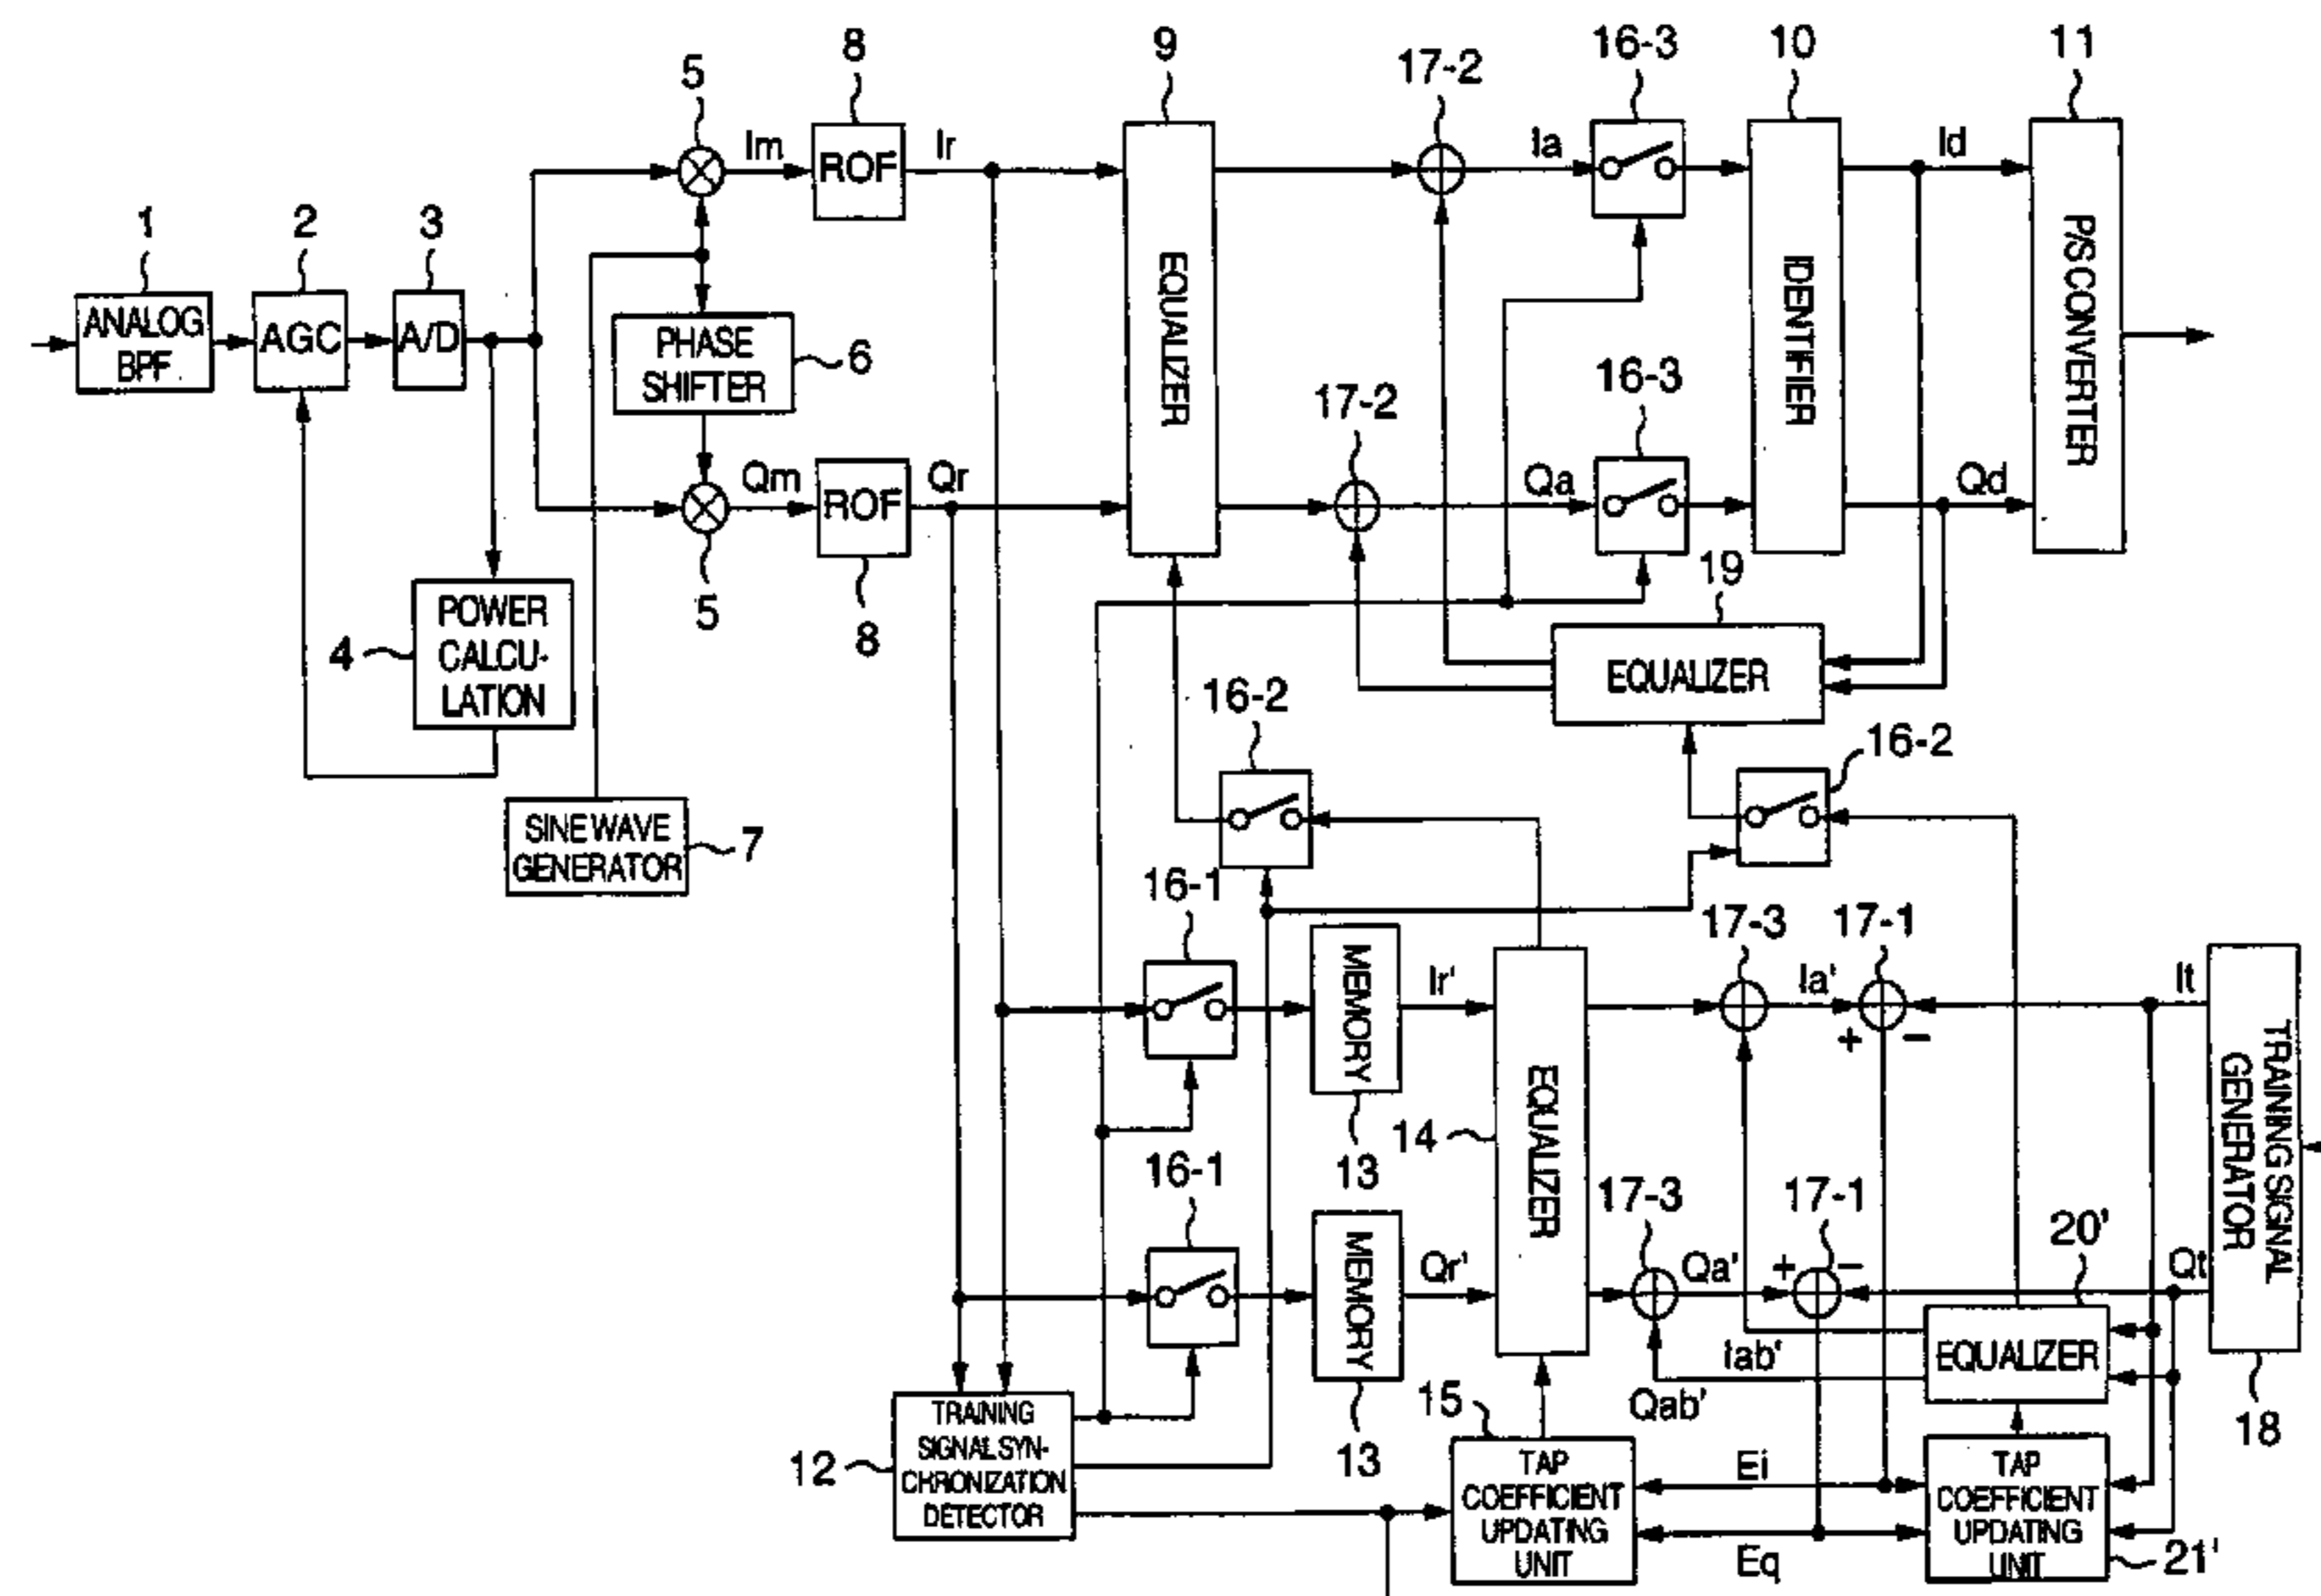 5
8
9
17-2
16-3
10
11
Im
ROF
Ir
Ia
Id
1
2
3
ANALOG
BPF
AGC
A/D
PHASE
SHIFTER
6
EQUALIZER
IDENTIFIER
P/S CONVERTER
17-2
16-3
Qm
ROF
Qr
Qa
Qd
5
8
4
POWER
CALCU-
LATION
19
EQUALIZER
16-2
16-2
SINE WAVE
GENERATOR
7
16-1
17-3
17-1
MEMORY
Ir'
Ia'
It
+
−
TRAINING SIGNAL
GENERATOR
EQUALIZER
14
13
16-1
17-3
17-1
20'
MEMORY
Qr'
Qa'
+
−
Qt
EQUALIZER
Iab'
Qab'
13
15
18
12
TRAINING
SIGNAL SYN-
CHRONIZATION
DETECTOR
TAP
COEFFICIENT
UPDATING
UNIT
Ei
Eq
TAP
COEFFICIENT
UPDATING
UNIT
21'